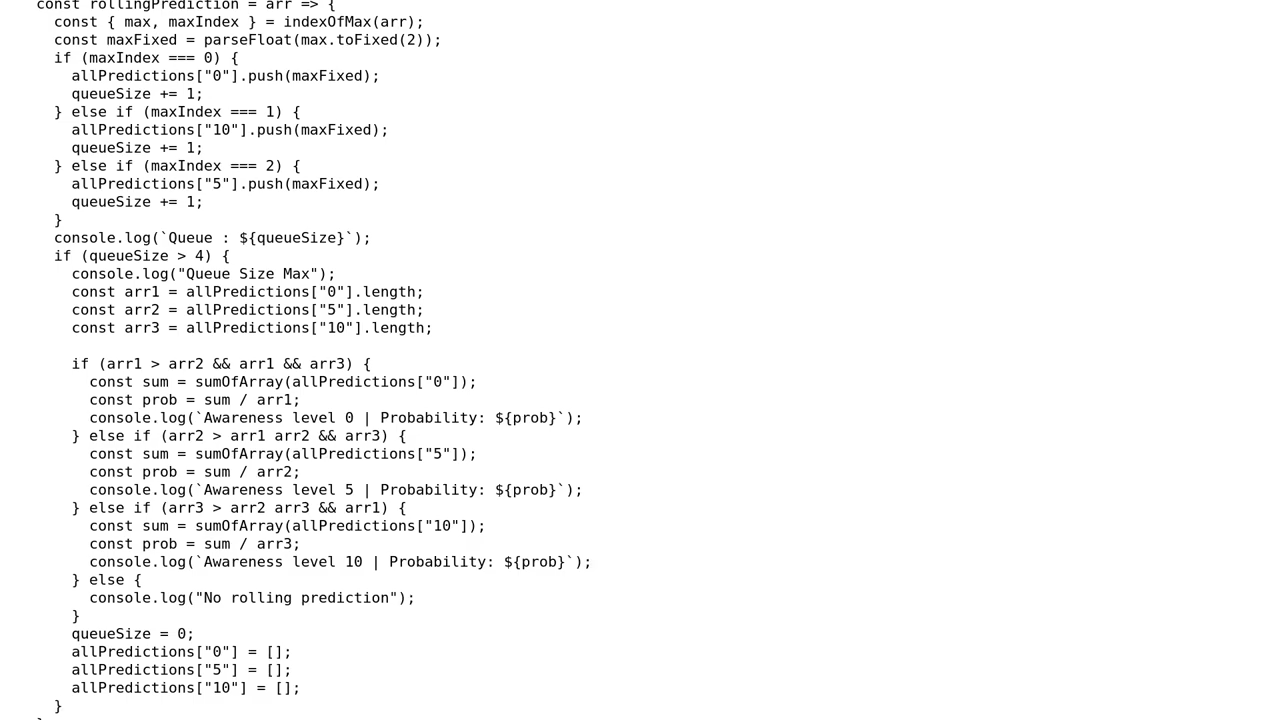 const rollingPrediction = arr => {
const { max, maxIndex } = indexOfMax(arr);
const maxFixed = parseFloat(max.toFixed(2));
if (maxIndex === 0) {
allPredictions["0"].push(maxFixed);
queueSize += 1;
} else if (maxIndex === 1) {
allPredictions["10"].push(maxFixed);
queueSize += 1;
} else if (maxIndex === 2) {
allPredictions["5"].push(maxFixed);
queueSize += 1;
}
console.log(`Queue : ${queueSize}`);
if (queueSize > 4) {
console.log("Queue Size Max");
const arr1 = allPredictions["0"].length;
const arr2 = allPredictions["5"].length;
const arr3 = allPredictions["10"].length;
if (arr1 > arr2 && arr1 && arr3) {
const sum = sumOfArray(allPredictions["0"]);
const prob = sum / arr1;
console.log(`Awareness level 0 | Probability: ${prob}`);
} else if (arr2 > arr1 arr2 && arr3) {
const sum = sumOfArray(allPredictions["5"]);
const prob = sum / arr2;
console.log(`Awareness level 5 | Probability: ${prob}`);
} else if (arr3 > arr2 arr3 && arr1) {
const sum = sumOfArray(allPredictions["10"]);
const prob = sum / arr3;
console.log(`Awareness level 10 | Probability: ${prob}`);
} else {
console.log("No rolling prediction");
}
queueSize = 0;
allPredictions["0"] = [];
allPredictions["5"] = [];
allPredictions["10"] = [];
}